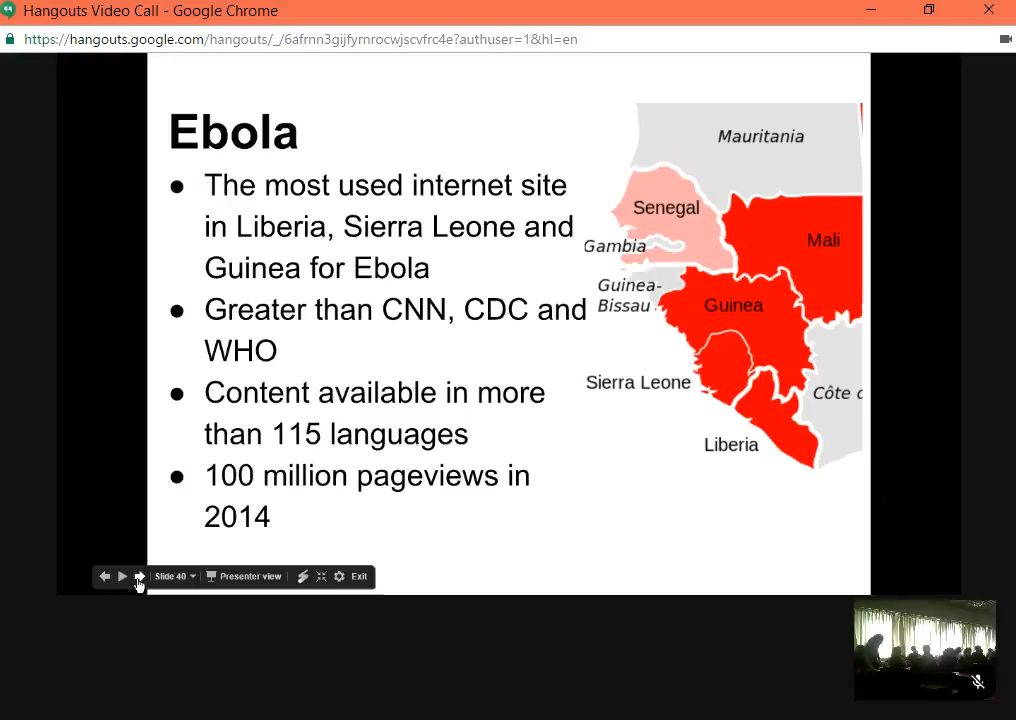 Hangouts Video Call - Google Chrome
https://hangouts.google.com/hangouts/_/6afrnn3gijfyrnrocwjscvfrc4e?authuser=1&hl=en
Ebola
● The most used internet site
in Liberia, Sierra Leone and
Guinea for Ebola
● Greater than CNN, CDC and
WHO
● Content available in more
than 115 languages
● 100 million pageviews in
2014
Mauritania
Senegal
Mali
Gambia
Guinea-
Bissau
Guinea
Sierra Leone
Côte d
Liberia
Slide 40
Presenter view
Exit